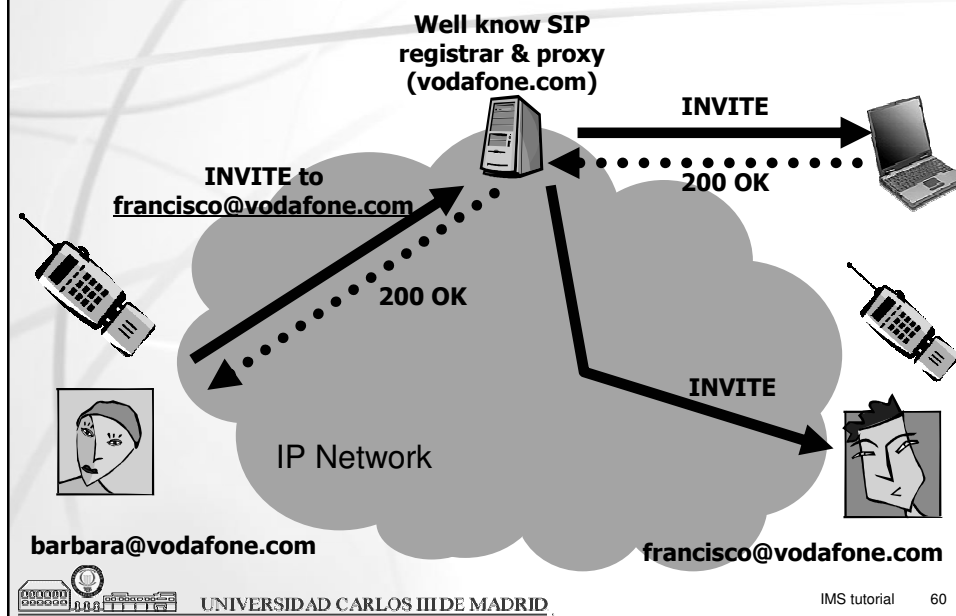 Well know SIP
registrar & proxy
(vodafone.com)
INVITE
200 OK
INVITE to
francisco@vodafone.com
200 OK
INVITE
IP Network
barbara@vodafone.com
francisco@vodafone.com
UNIVERSIDAD CARLOS III DE MADRID
IMS tutorial 60